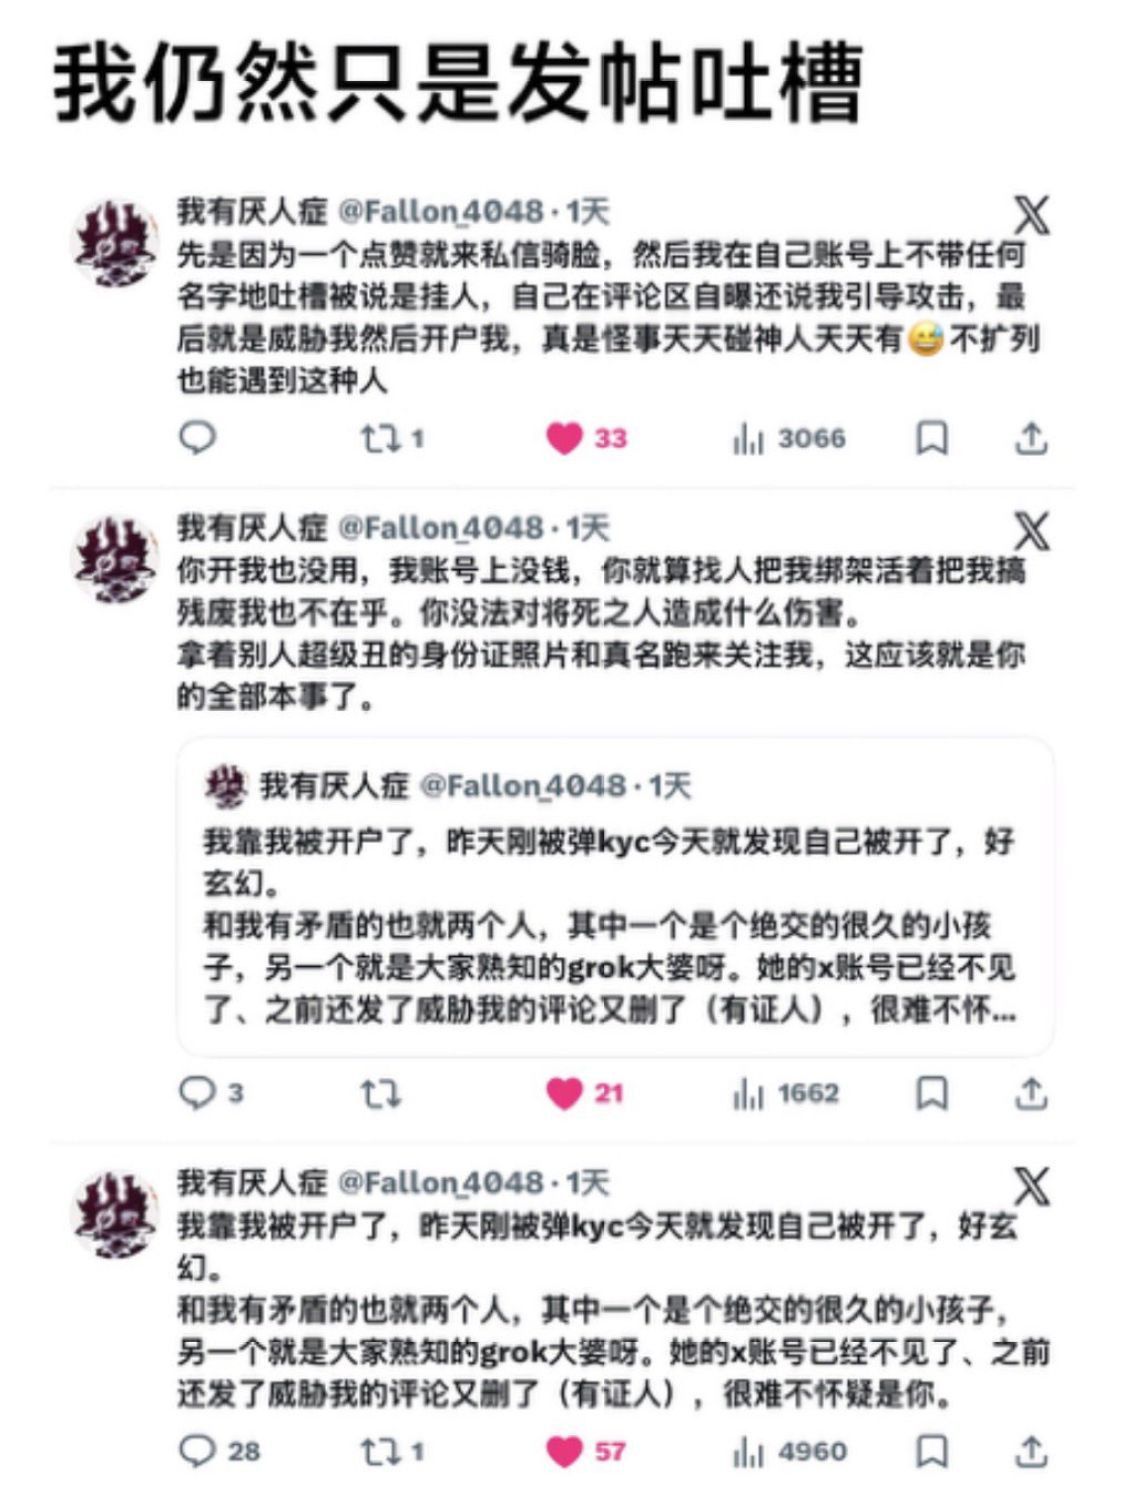 我仍然只是发帖吐槽
我有厌人症 @Fallon_4048 · 1天
先是因为一个点赞就来私信骑脸，然后我在自己账号上不带任何
名字地吐槽被说是挂人，自己在评论区自曝还说我引导攻击，最
后就是威胁我然后开户我，真是怪事天天碰神人天天有😅不扩列
也能遇到这种人
1 33 3066
我有厌人症 @Fallon_4048 · 1天
你开我也没用，我账号上没钱，你就算找人把我绑架活着把我搞
残废我也不在乎。你没法对将死之人造成什么伤害。
拿着别人超级丑的身份证照片和真名跑来关注我，这应该就是你
的全部本事了。
我有厌人症 @Fallon_4048 · 1天
我靠我被开户了，昨天刚被弹kyc今天就发现自己被开了，好
玄幻。
和我有矛盾的也就两个人，其中一个是个绝交的很久的小孩
子，另一个就是大家熟知的grok大婆呀。她的x账号已经不见
了、之前还发了威胁我的评论又删了（有证人），很难不怀...
3 21 1662
我有厌人症 @Fallon_4048 · 1天
我靠我被开户了，昨天刚被弹kyc今天就发现自己被开了，好玄
幻。
和我有矛盾的也就两个人，其中一个是个绝交的很久的小孩子，
另一个就是大家熟知的grok大婆呀。她的x账号已经不见了、之前
还发了威胁我的评论又删了（有证人），很难不怀疑是你。
28 1 57 4960